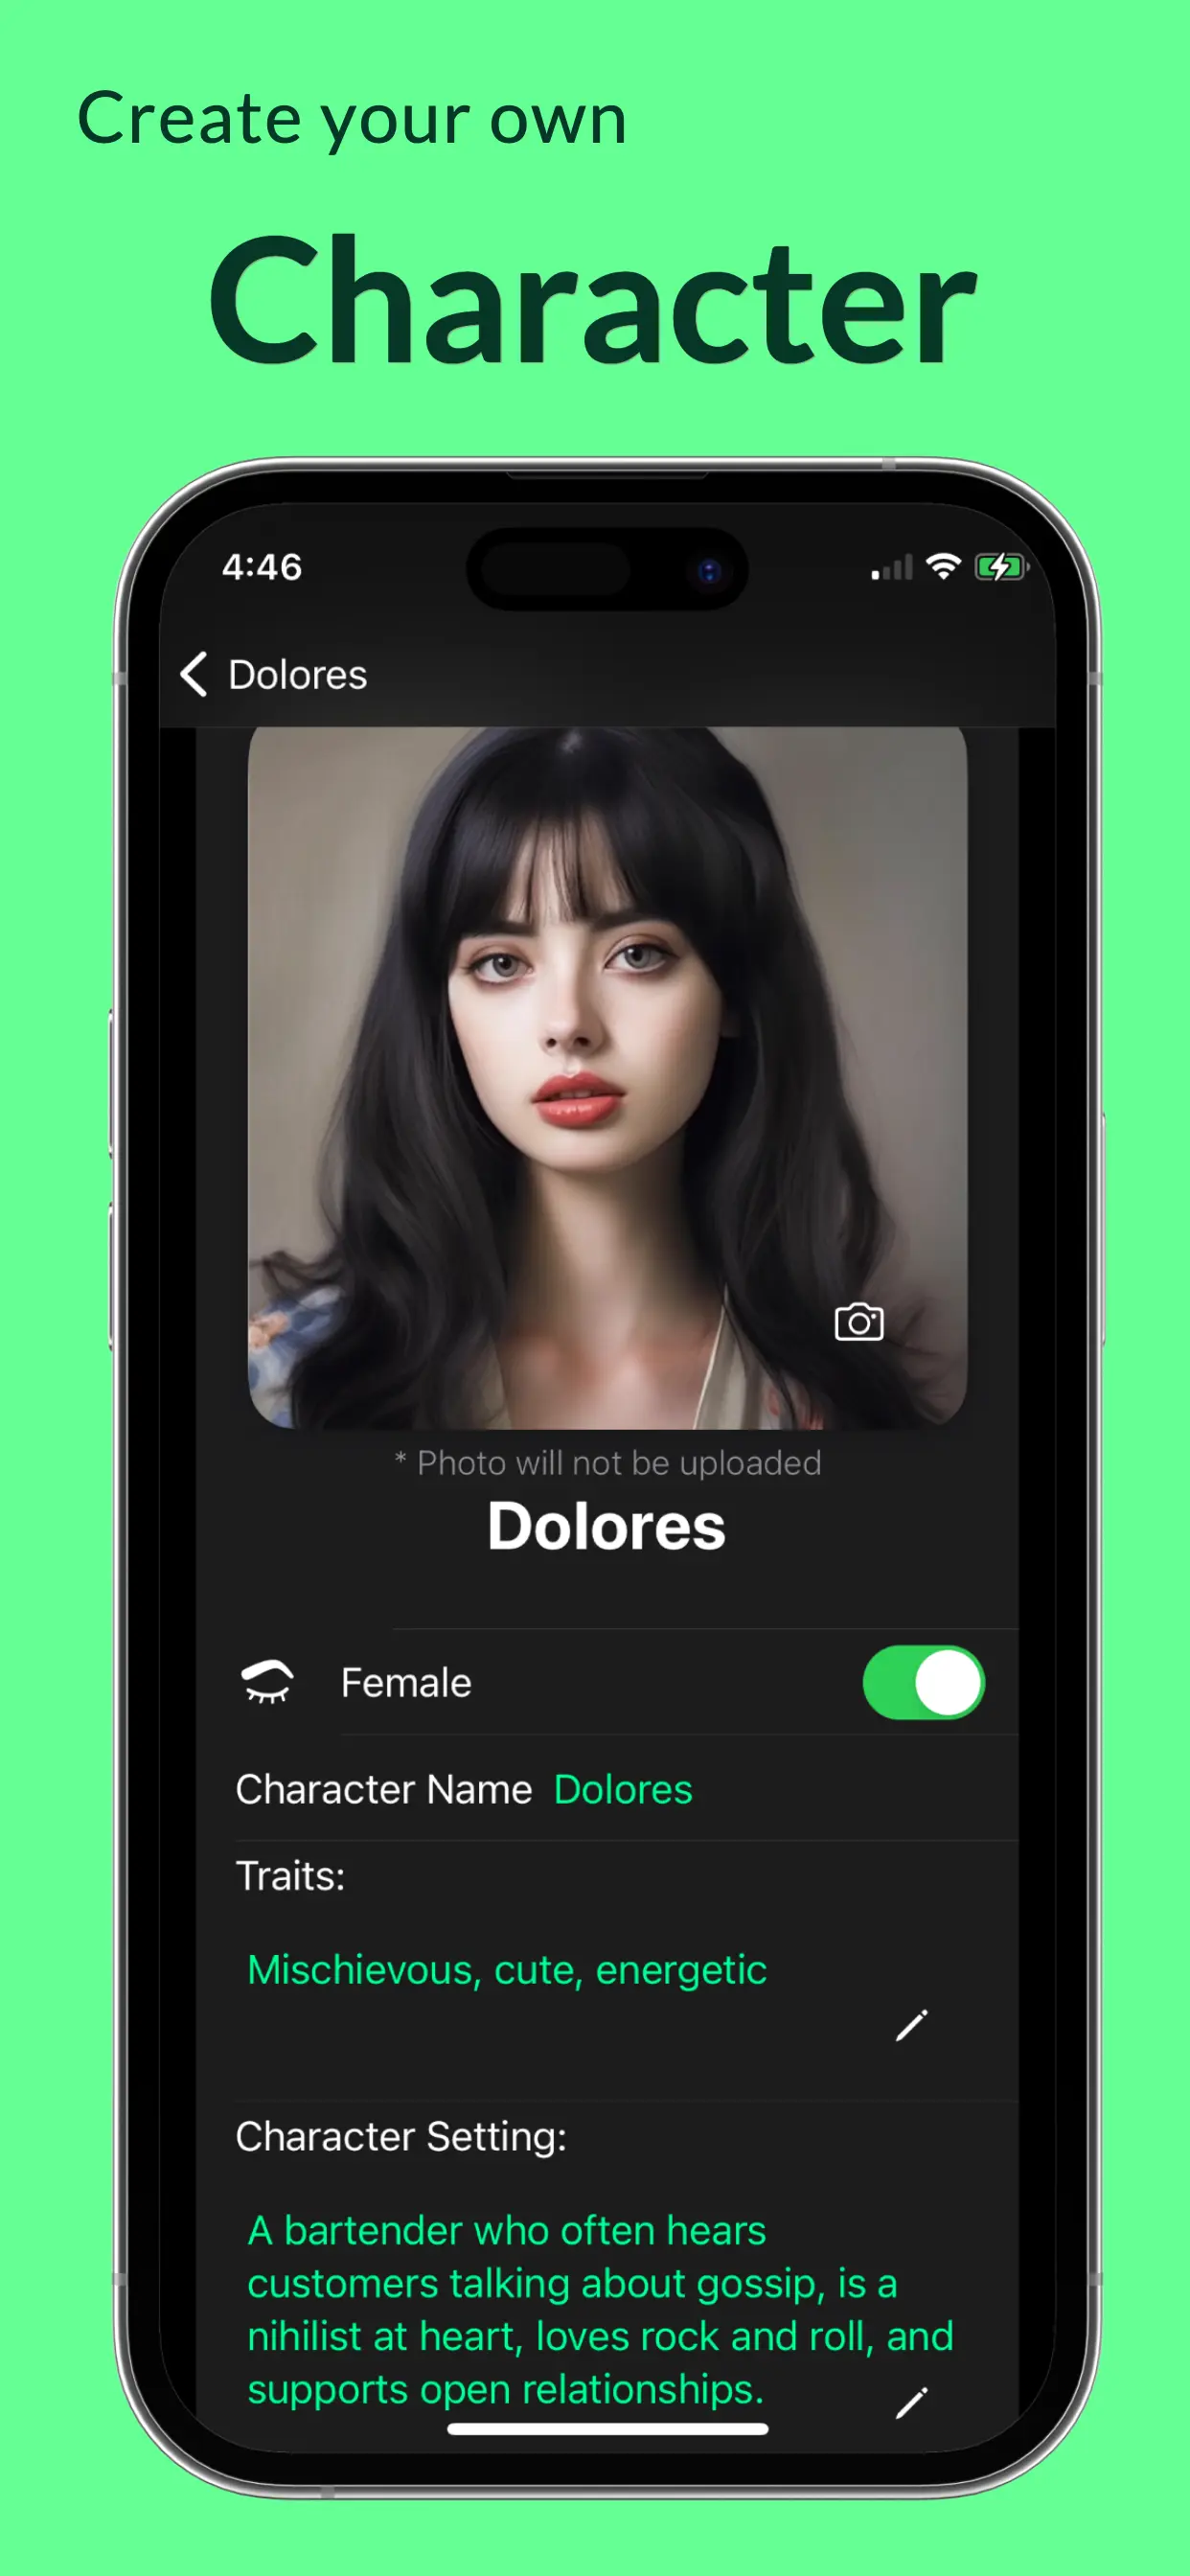 Create your own
Character
4:46
Dolores
* Photo will not be uploaded
Dolores
Female
Character Name Dolores
Traits:
Mischievous, cute, energetic
Character Setting:
A bartender who often hears
customers talking about gossip, is a
nihilist at heart, loves rock and roll, and
supports open relationships.